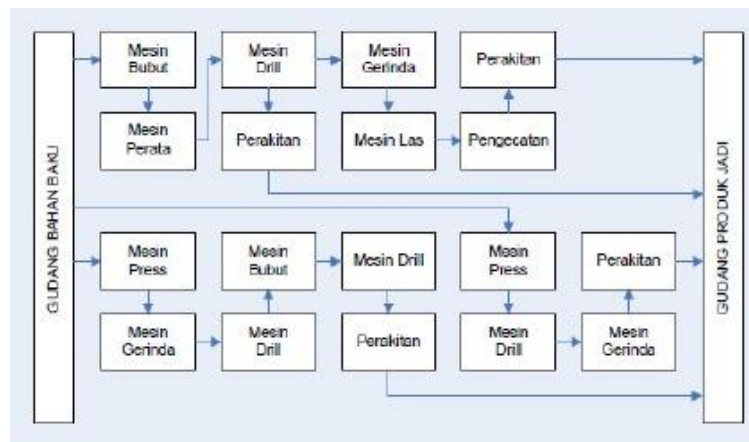 GUDANG BAHAN BAKU
Mesin
Bubut
Mesin
Drill
Mesin
Gerinda
Perakitan
Mesin
Perata
Perakitan
Mesin Las
Pengecatan
Mesin
Press
Mesin
Bubut
Mesin Drill
Mesin
Press
Perakitan
Mesin
Gerinda
Mesin
Drill
Perakitan
Mesin
Drill
Mesin
Gerinda
GUDANG PRODUK JADI